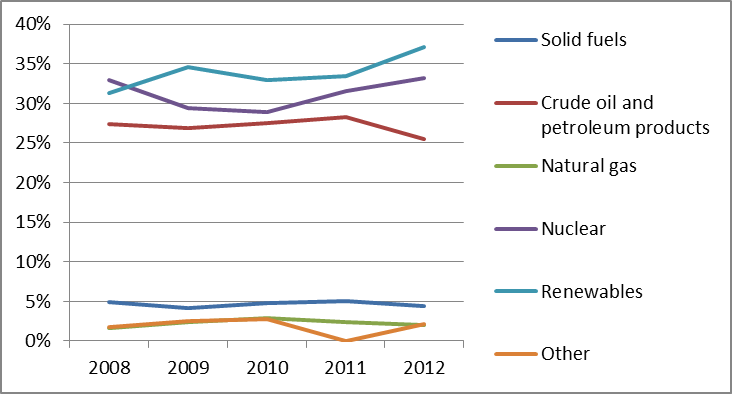 40%
35%
30%
25%
20%
15%
10%
5%
0%
2008 2009 2010 2011 2012
Solid fuels
Crude oil and
petroleum products
Natural gas
Nuclear
Renewables
Other